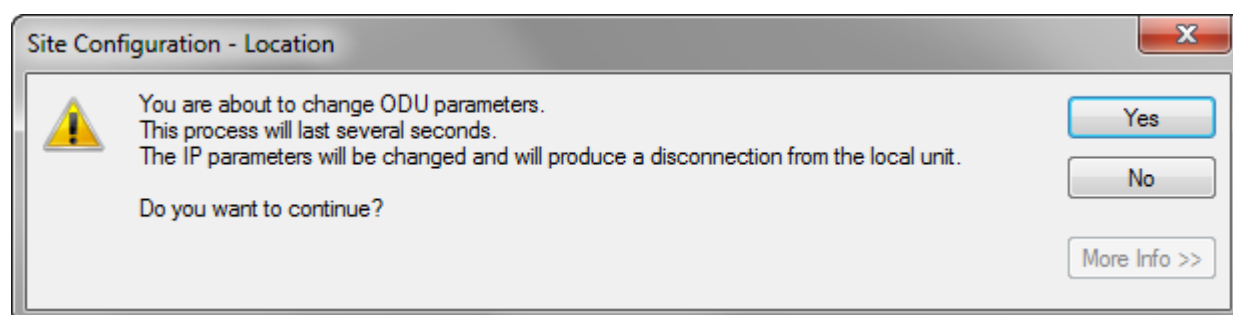 Site Configuration - Location
You are about to change ODU parameters.
This process will last several seconds.
The IP parameters will be changed and will produce a disconnection from the local unit.
Do you want to continue?
Yes
No
More Info >>